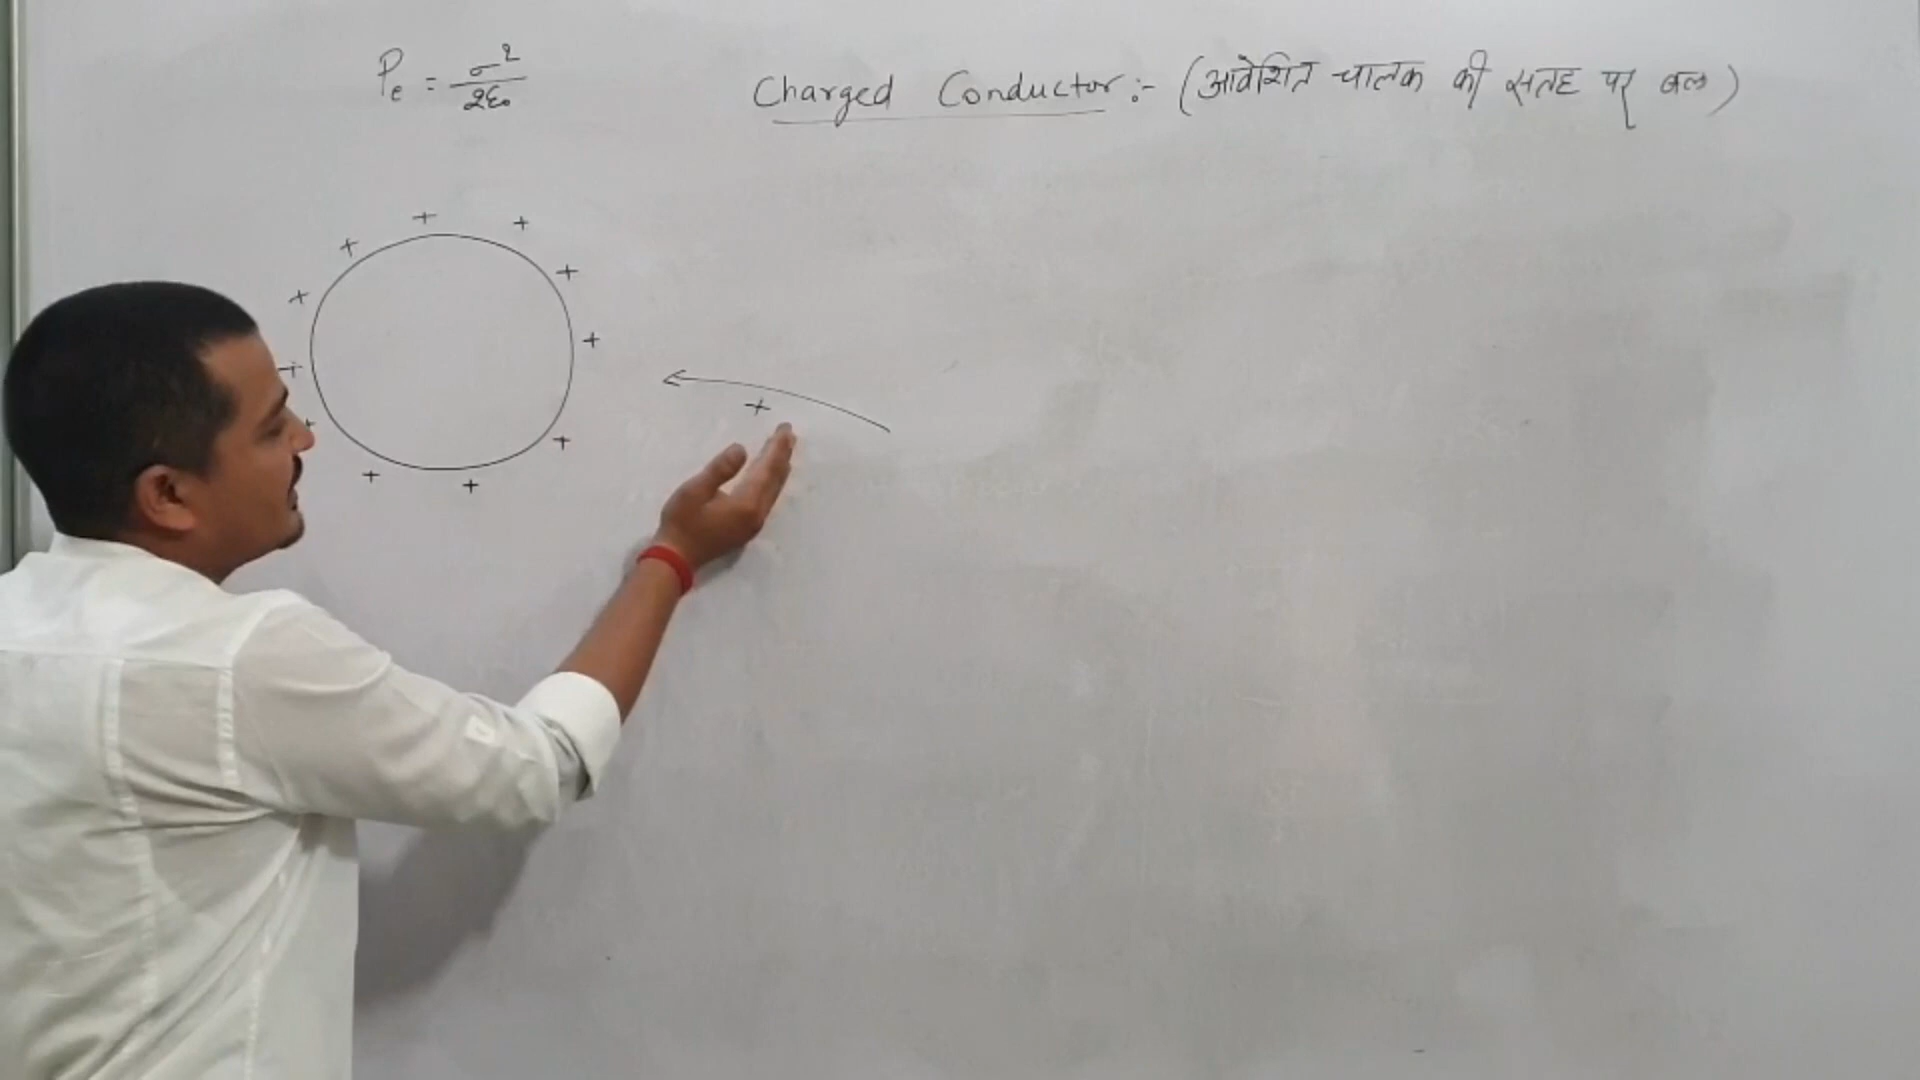 Pe = σ²/2ε₀
Charged Conductor :- (आवेशित चालक की सतह पर बल)
+ + + + + + + + + + +
+